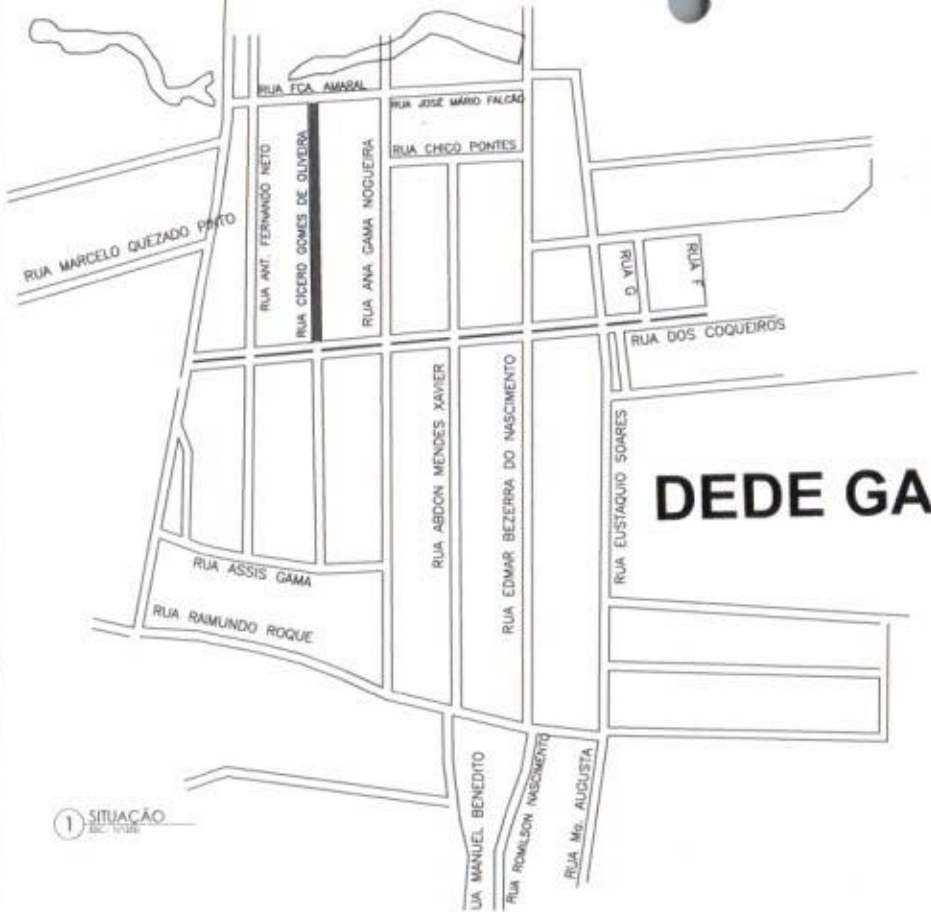 RUA FCA. AMARAL
RUA JOSÉ MÁRIO FALCÃO
RUA CHICO PONTES
RUA ANT. FERNANDO NETO
RUA CÍCERO GOMES DE OLIVEIRA
RUA ANA GAMA NOGUEIRA
RUA MARCELO QUEZADO PINTO
RUA G
RUA F
RUA DOS COQUEIROS
RUA ABDON MENDES XAVIER
RUA EDMAR BEZERRA DO NASCIMENTO
RUA EUSTAQUIO SOARES
DEDE GA
RUA ASSIS GAMA
RUA RAIMUNDO ROQUE
UA MANUEL BENEDITO
RUA ROMILSON NASCIMENTO
RUA Ma. AUGUSTA
1 SITUAÇÃO